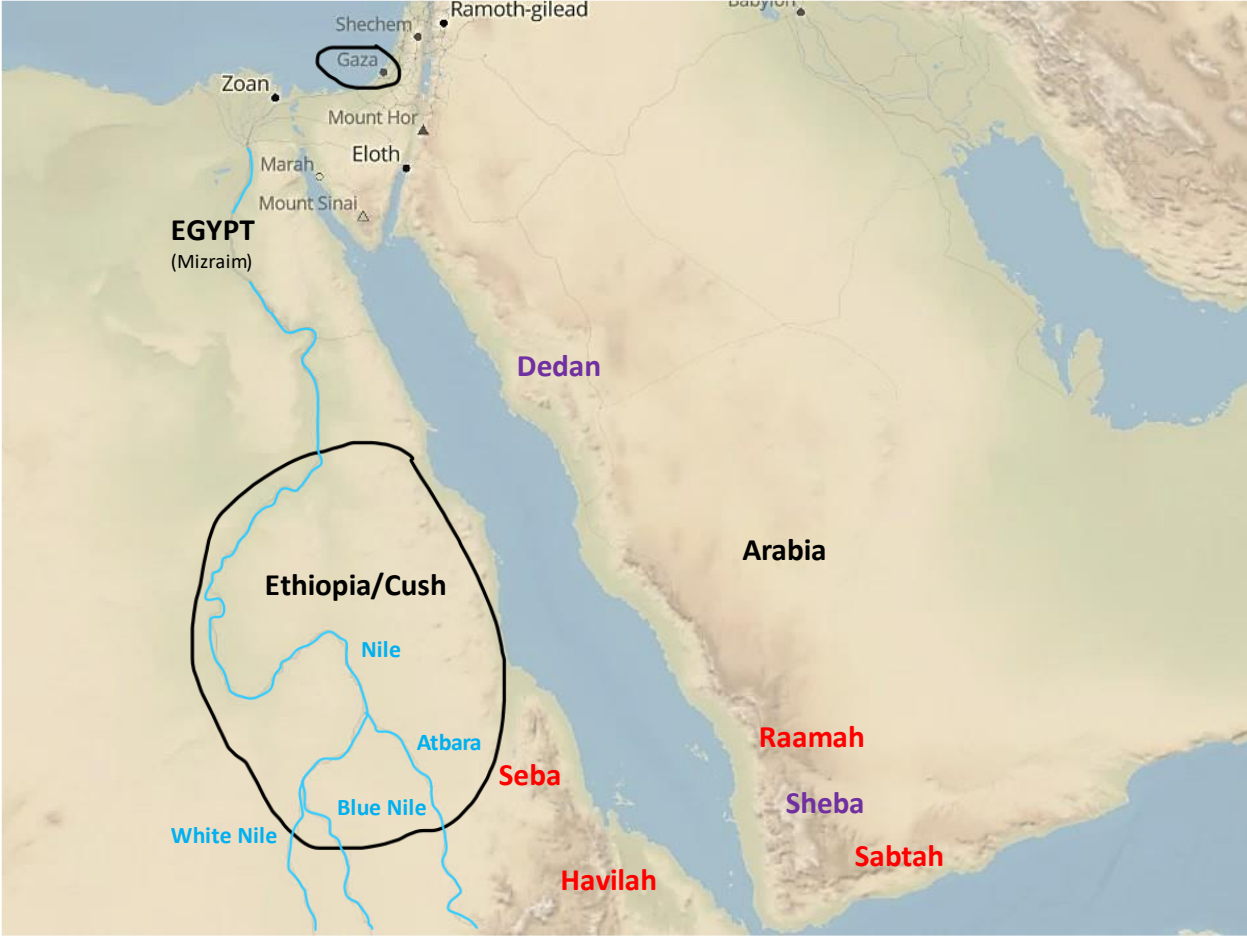 Ramoth-gilead
Babylon
Shechem
Gaza
Zoan
Mount Hor
Eloth
Marah
Mount Sinai
EGYPT
(Mizraim)
Dedan
Arabia
Ethiopia/Cush
Nile
Raamah
Atbara
Seba
Sheba
Blue Nile
White Nile
Sabtah
Havilah